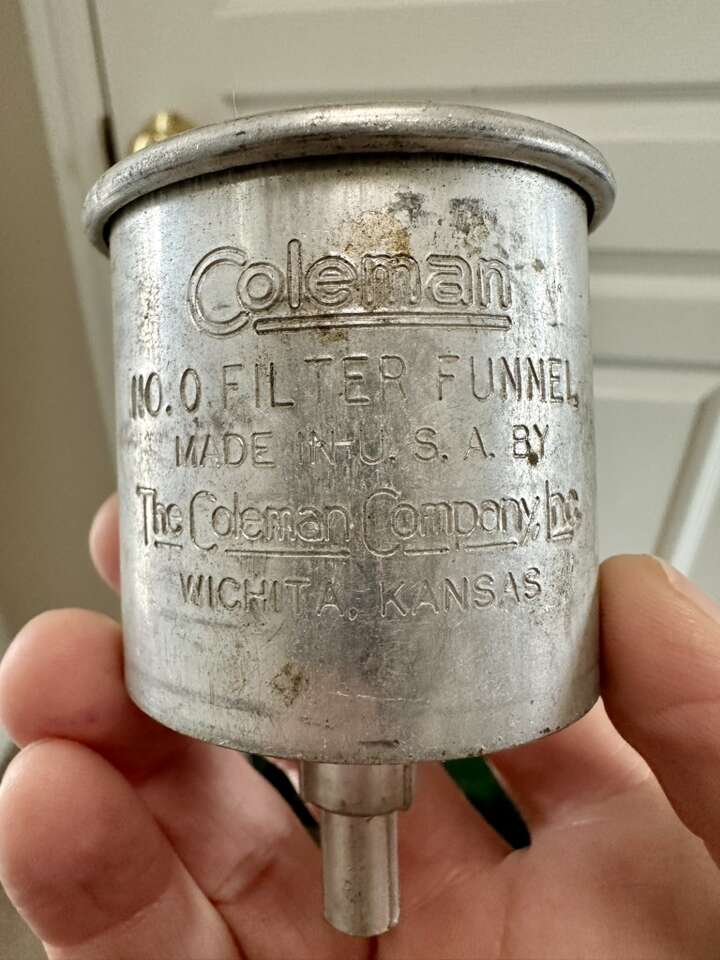 Coleman
NO. 0 FILTER FUNNEL
MADE IN U. S. A. BY
The Coleman Company, Inc.
WICHITA, KANSAS